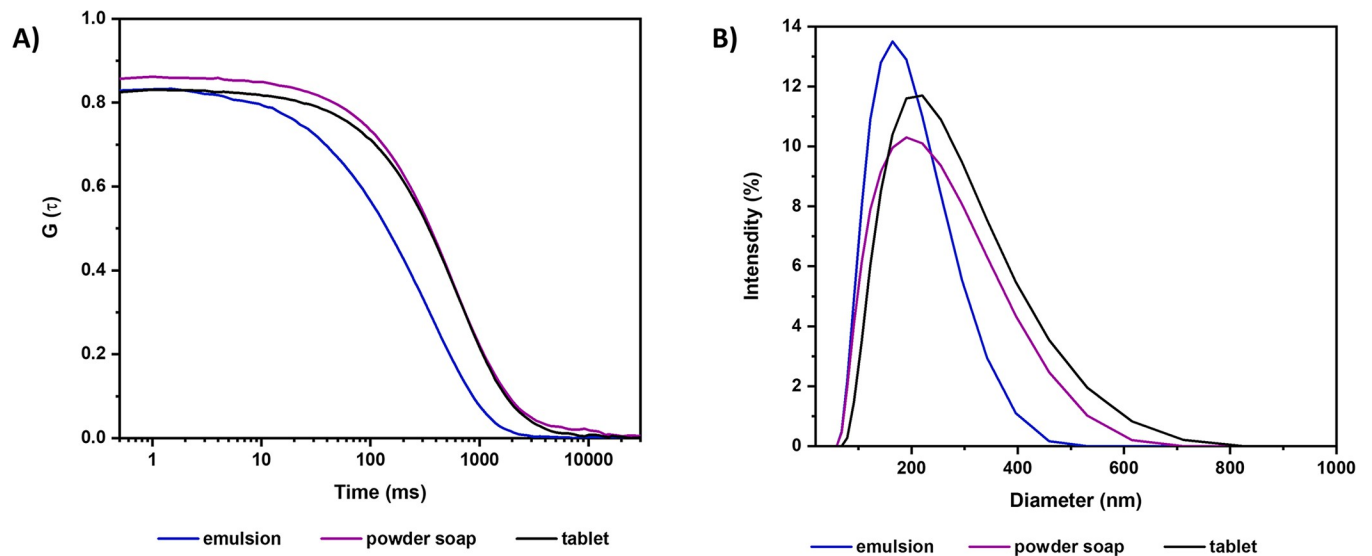 A)
1.0
0.8
0.6
0.4
0.2
0.0
G (τ)
1 10 100 1000 10000
Time (ms)
emulsion powder soap tablet
B)
14
12
10
8
6
4
2
0
Intensdity (%)
200 400 600 800 1000
Diameter (nm)
emulsion powder soap tablet